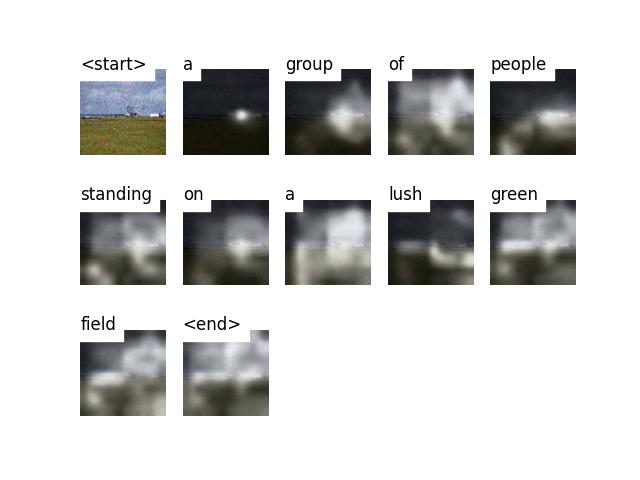 <start> a group of people
standing on a lush green
field <end>